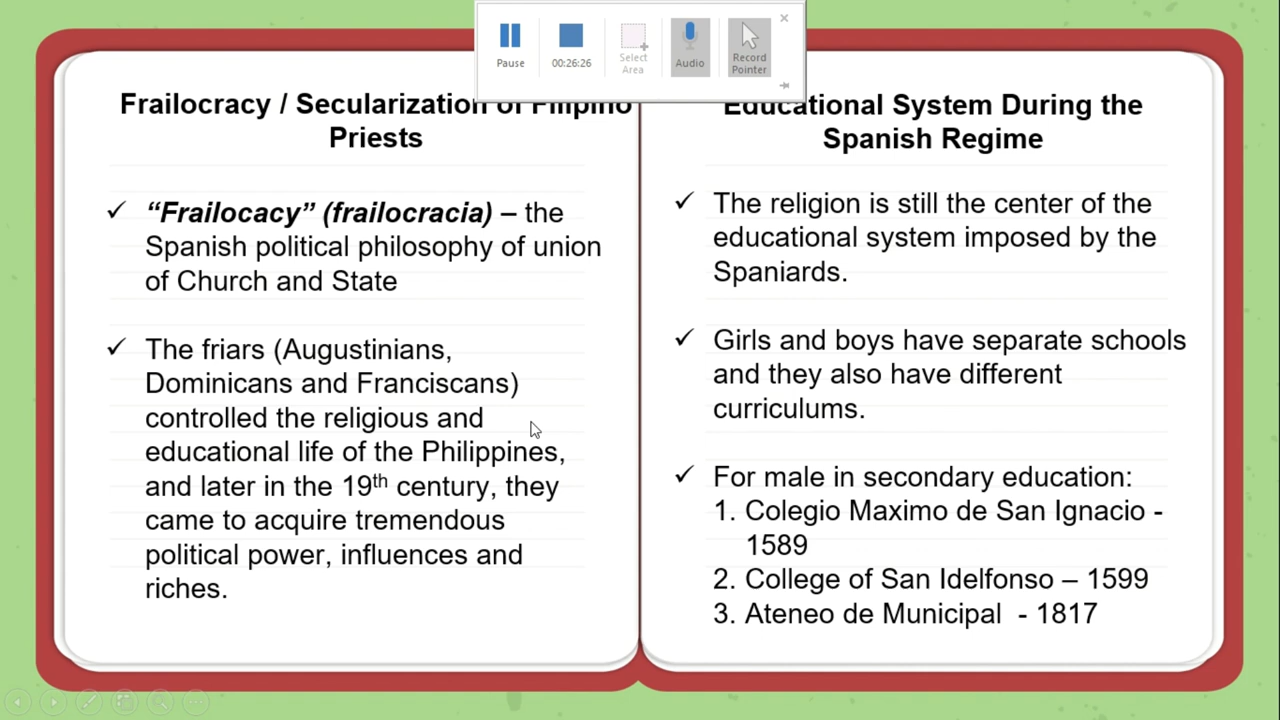 Pause
00:26:26
Select
Area
Audio
Record
Pointer
Frailocracy / Secularization of Filipino
Priests
✓ “Frailocacy” (frailocracia) – the
Spanish political philosophy of union
of Church and State
✓ The friars (Augustinians,
Dominicans and Franciscans)
controlled the religious and
educational life of the Philippines,
and later in the 19th century, they
came to acquire tremendous
political power, influences and
riches.
Educational System During the
Spanish Regime
✓ The religion is still the center of the
educational system imposed by the
Spaniards.
✓ Girls and boys have separate schools
and they also have different
curriculums.
✓ For male in secondary education:
1. Colegio Maximo de San Ignacio -
1589
2. College of San Idelfonso – 1599
3. Ateneo de Municipal - 1817